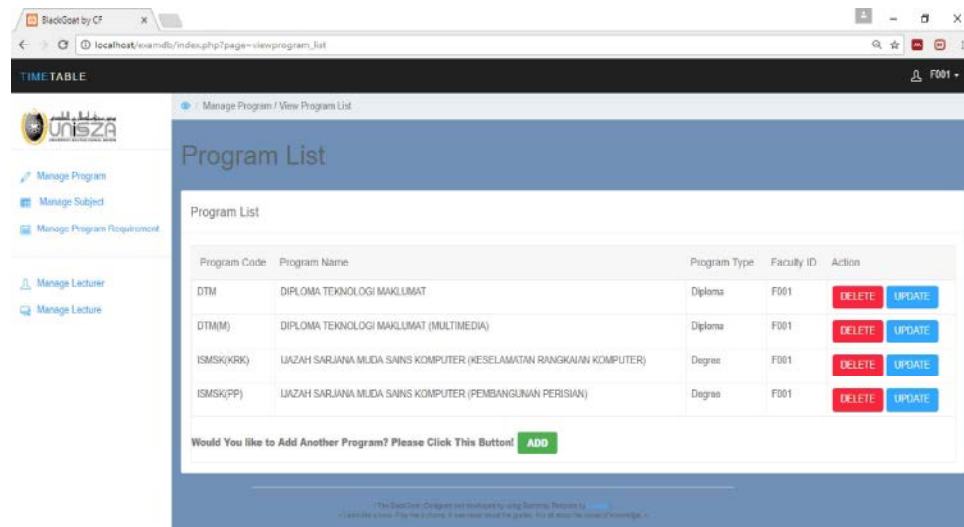 BlackGoat by CF
localhost/examdb/index.php?page=viewprogram_list
TIMETABLE
F001
UniSZA
/ Manage Program / View Program List
Program List
Manage Program
Manage Subject
Manage Program Requirement
Manage Lecturer
Manage Lecture
Program List
Program Code Program Name Program Type Faculty ID Action
DTM DIPLOMA TEKNOLOGI MAKLUMAT Diploma F001 DELETE UPDATE
DTM(M) DIPLOMA TEKNOLOGI MAKLUMAT (MULTIMEDIA) Diploma F001 DELETE UPDATE
ISMSK(KRK) IJAZAH SARJANA MUDA SAINS KOMPUTER (KESELAMATAN RANGKAIAN KOMPUTER) Degree F001 DELETE UPDATE
ISMSK(PP) IJAZAH SARJANA MUDA SAINS KOMPUTER (PEMBANGUNAN PERISIAN) Degree F001 DELETE UPDATE
Would You like to Add Another Program? Please Click This Button! ADD